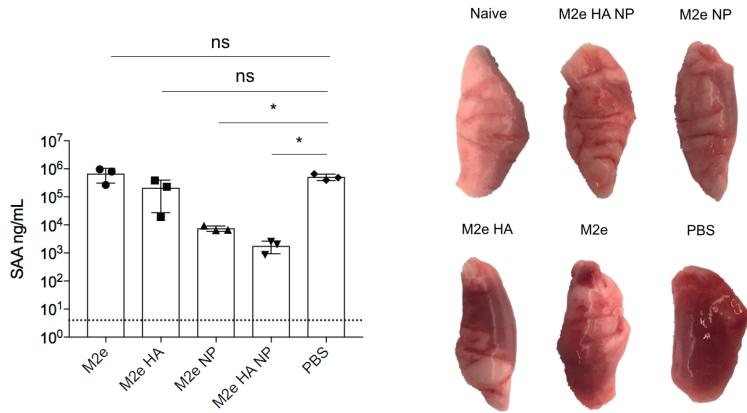 ns
ns
*
*
SAA ng/mL
10⁷
10⁶
10⁵
10⁴
10³
10²
10¹
10⁰
M2e
M2e HA
M2e NP
M2e HA NP
PBS
Naive
M2e HA NP
M2e NP
M2e HA
M2e
PBS